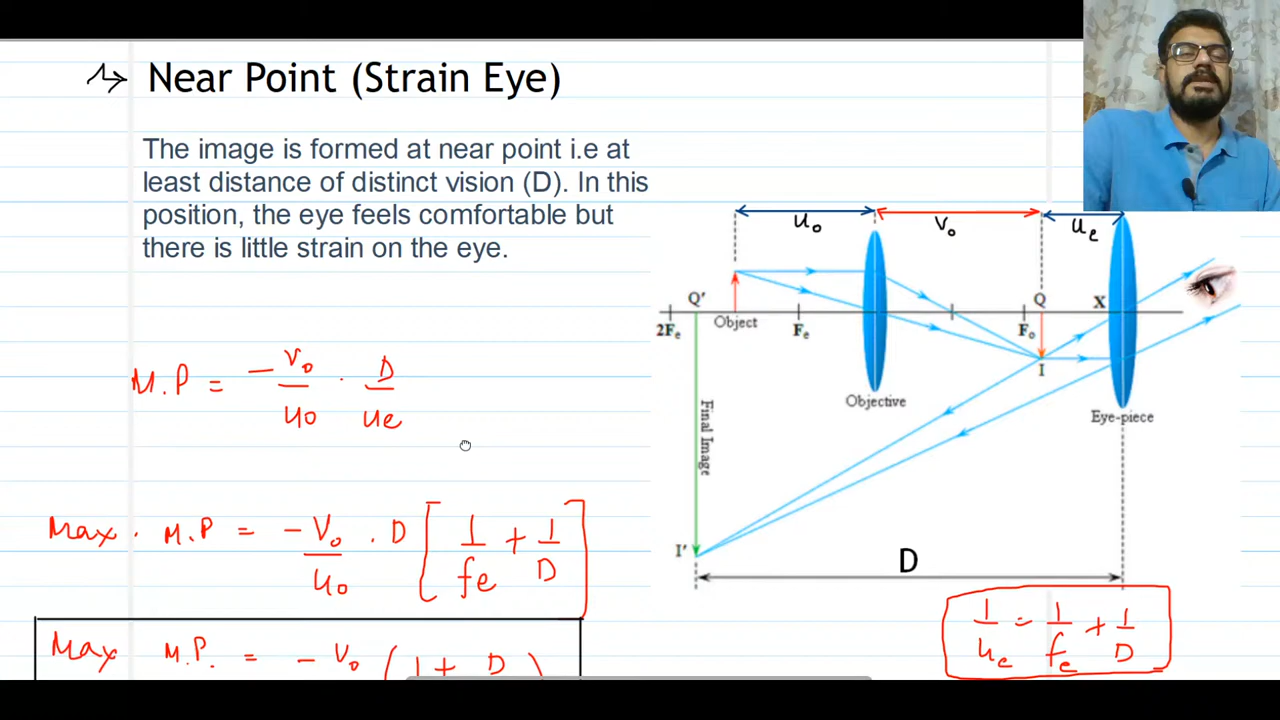 Near Point (Strain Eye)
The image is formed at near point i.e at
least distance of distinct vision (D). In this
position, the eye feels comfortable but
there is little strain on the eye.
M.P = -v₀/u₀ · D/uₑ
Max. M.P = -V₀/u₀ . D [1/fₑ + 1/D]
Max M.P. = - V₀ (1 + D )
u₀
v₀
uₑ
Q′
Q
X
2Fₑ
Object
Fₑ
F₀
I
Objective
Eye-piece
Final Image
I′
D
1/uₑ = 1/fₑ + 1/D